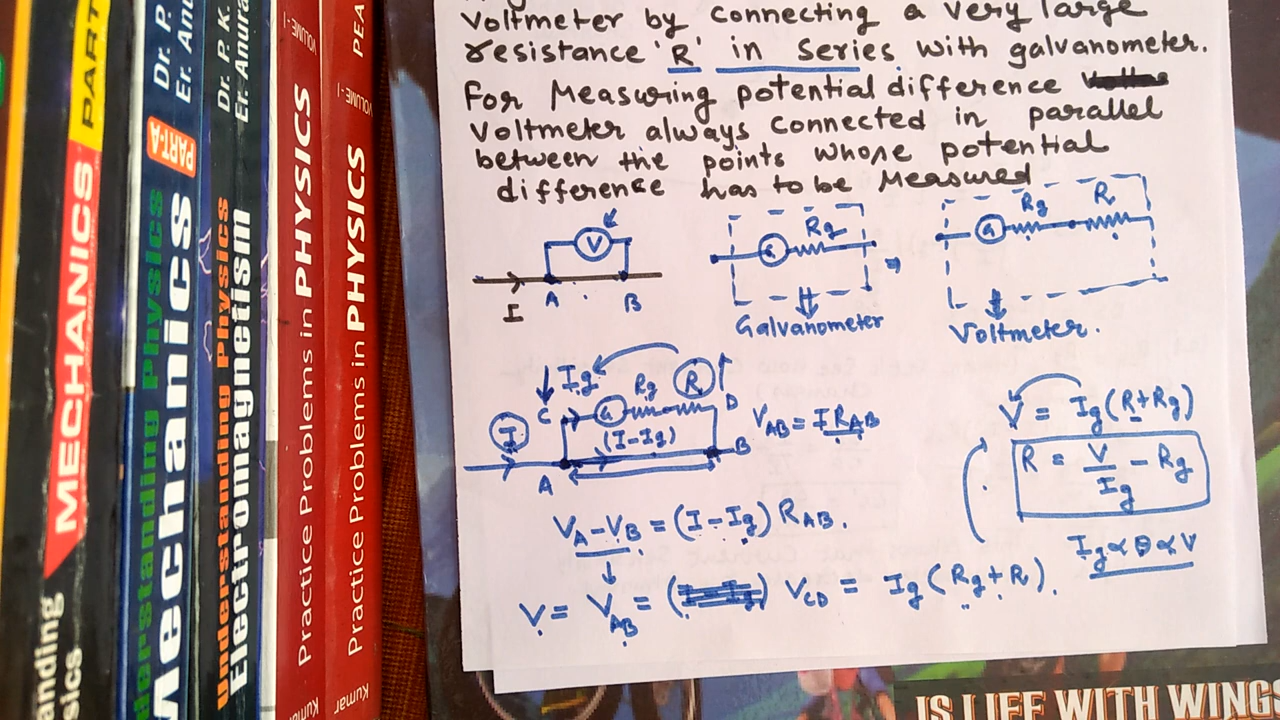 Voltmeter by connecting a very large
resistance 'R' in series with galvanometer.
For Measuring potential difference
Voltmeter always connected in parallel
between the points whose potential
difference has to be Measured
V
I
A
B
G
Rg
Galvanometer
⇒
G
Rg
R
Voltmeter.
I
Ig
C
G
Rg
R
D
(I-Ig)
A
B
VAB = IRAB
VA-VB = (I-Ig) RAB.
V = VAB = VCD = Ig (Rg+R).
V = Ig (R+Rg)
R = V/Ig - Rg
Ig ∝ θ ∝ V
MECHANICS
PART
anding
sics
Understanding Physics
Mechanics
PART-A
Dr. P.
Er. Anu
Understanding Physics
Electromagnetism
Dr. P. K.
Er. Anura
Practice Problems in PHYSICS
VOLUME-I
Kum
Practice Problems in PHYSICS
VOLUME-I
PEA
Kumar
IS LIFE WITH WINGS